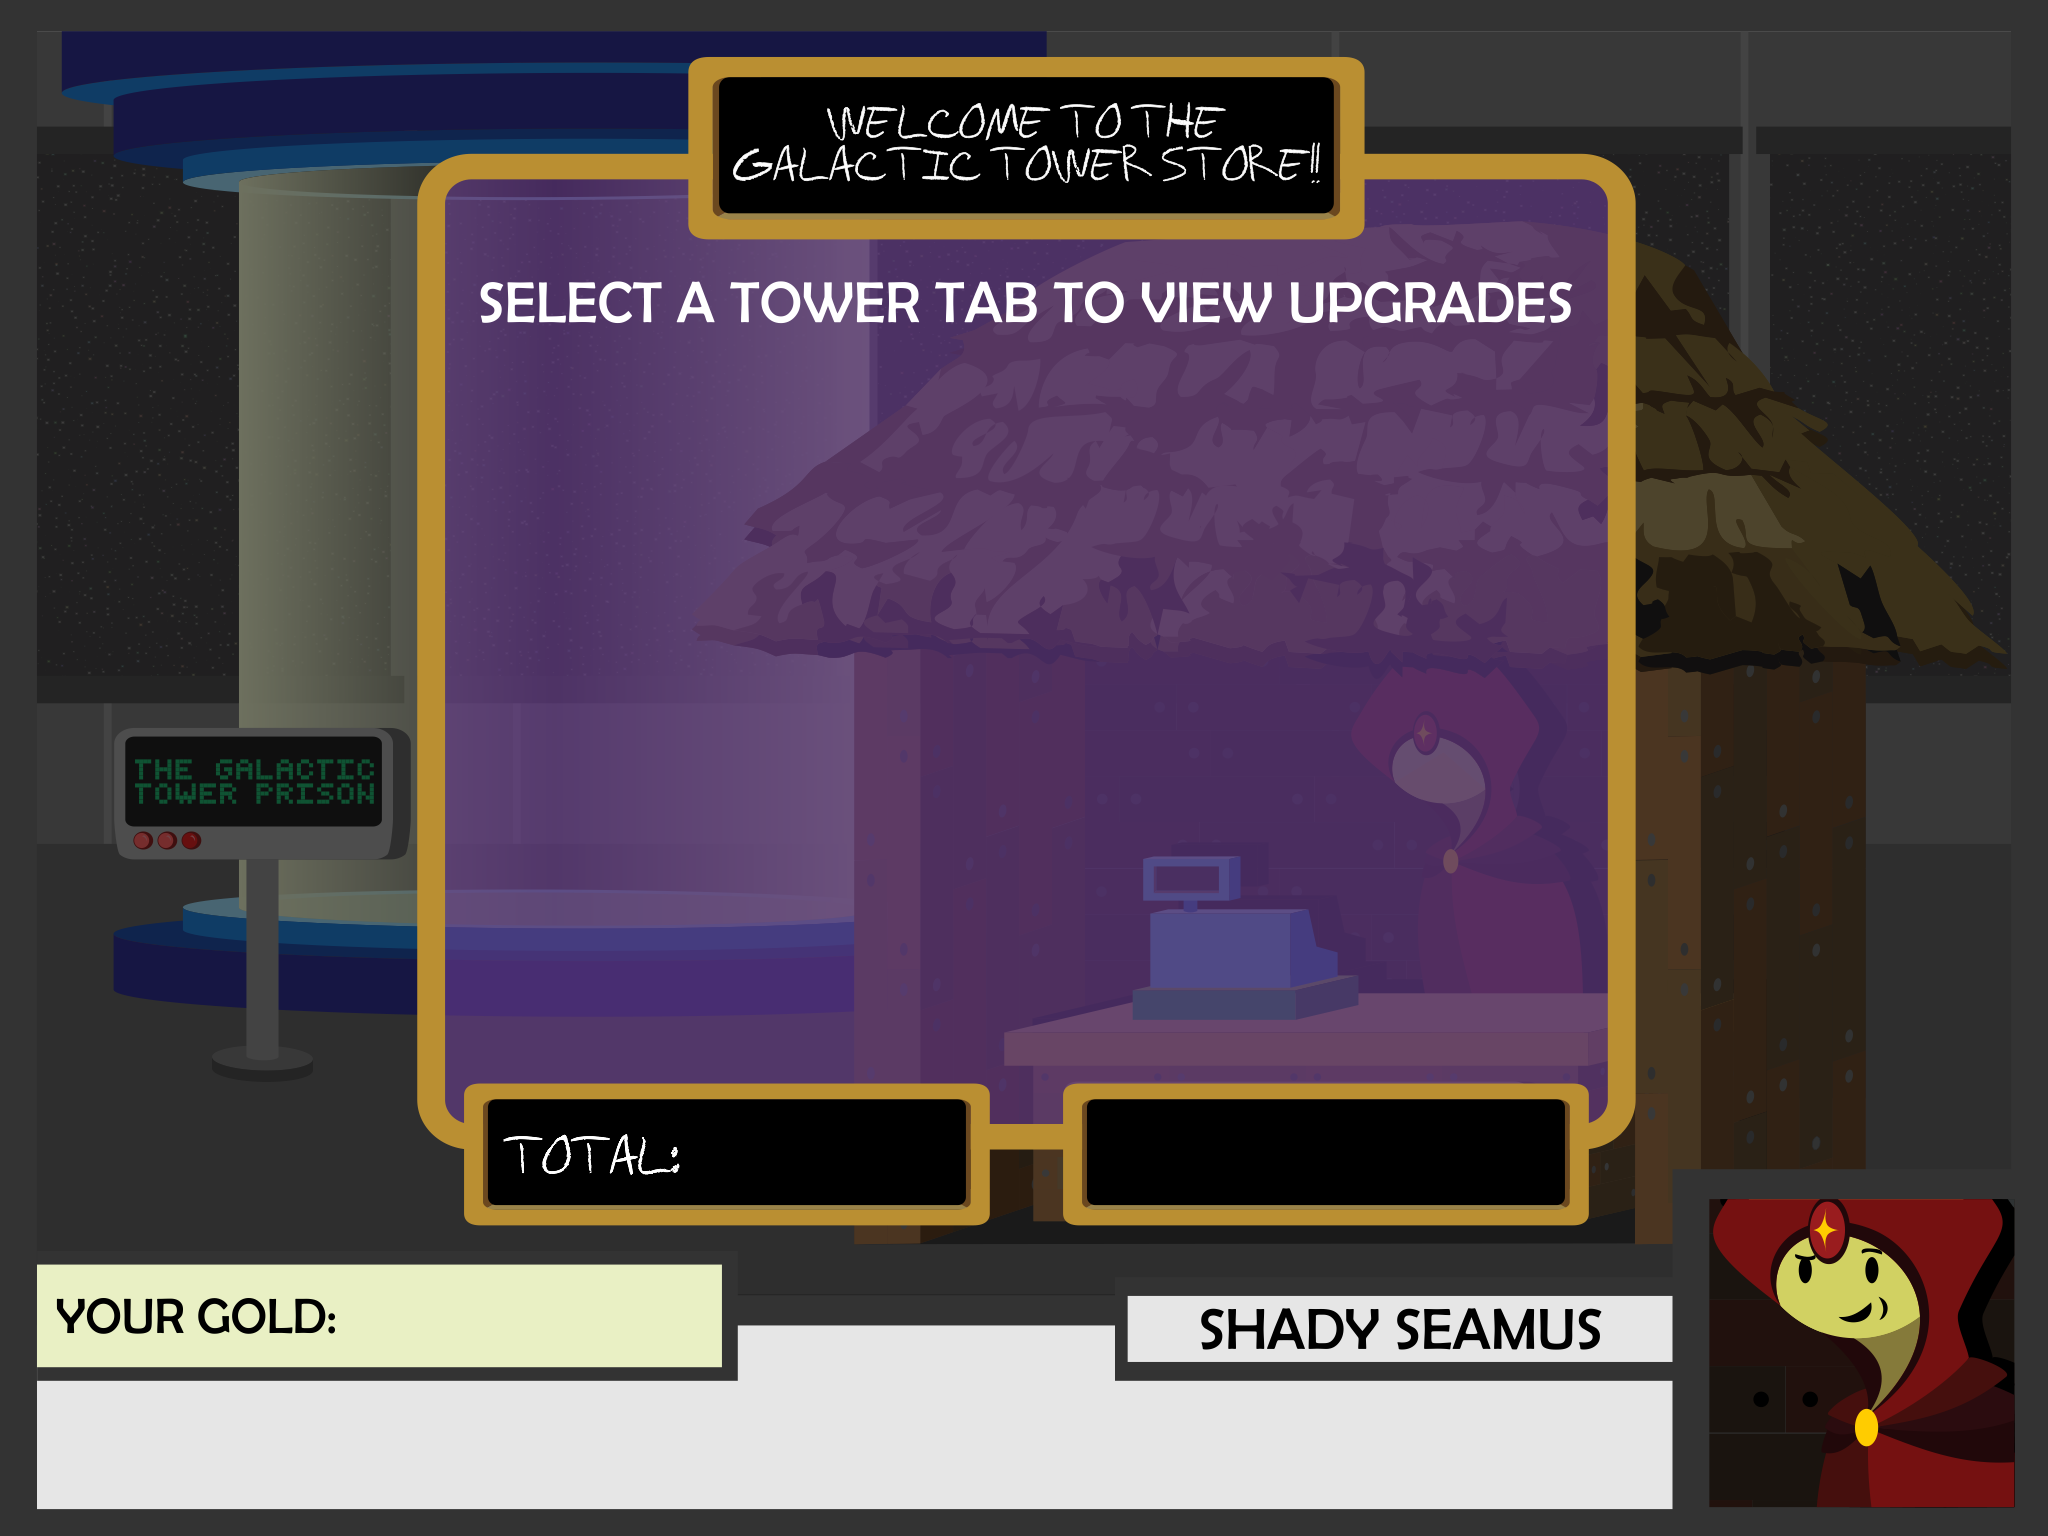 WELCOME TO THE
GALACTIC TOWER STORE!!
SELECT A TOWER TAB TO VIEW UPGRADES
THE GALACTIC
TOWER PRISON
TOTAL:
YOUR GOLD:
SHADY SEAMUS